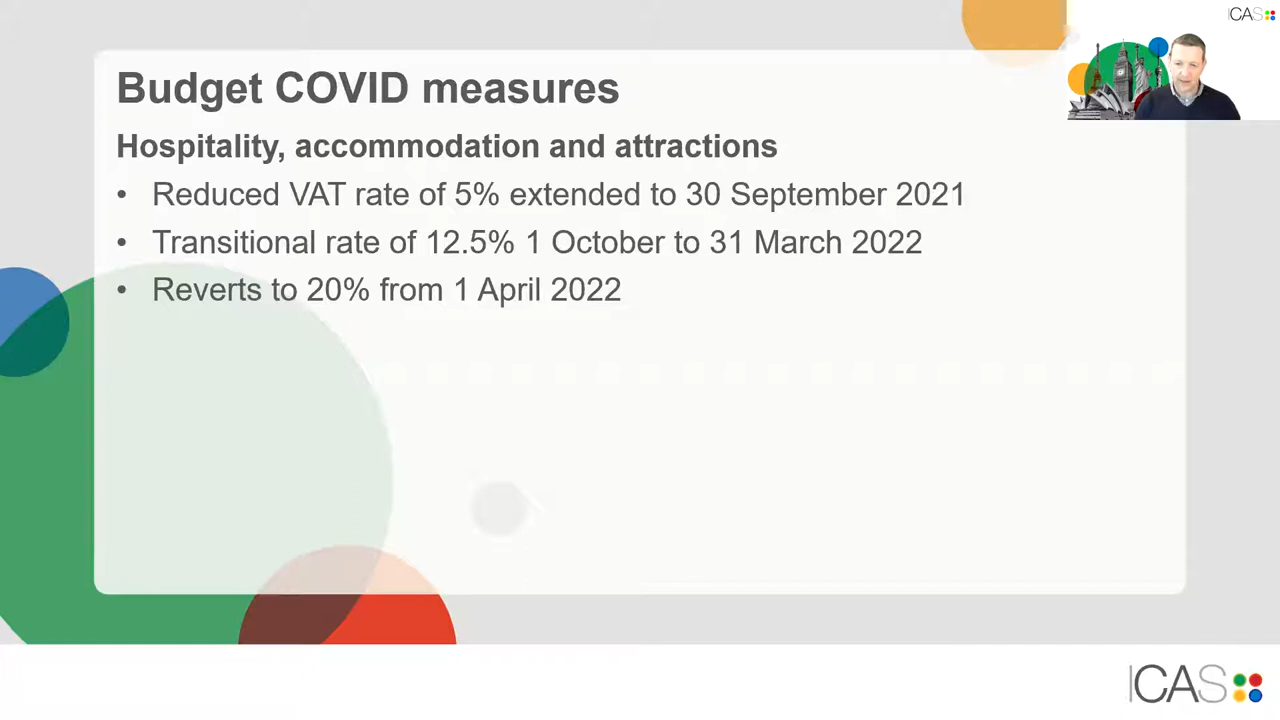 ICAS
Budget COVID measures
Hospitality, accommodation and attractions
• Reduced VAT rate of 5% extended to 30 September 2021
• Transitional rate of 12.5% 1 October to 31 March 2022
• Reverts to 20% from 1 April 2022
ICAS